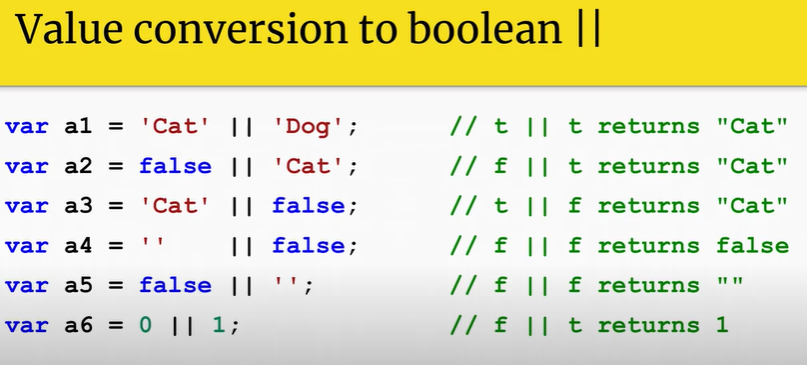 Value conversion to boolean ||
var a1 = 'Cat' || 'Dog'; // t || t returns "Cat"
var a2 = false || 'Cat'; // f || t returns "Cat"
var a3 = 'Cat' || false; // t || f returns "Cat"
var a4 = '' || false; // f || f returns false
var a5 = false || ''; // f || f returns ""
var a6 = 0 || 1; // f || t returns 1